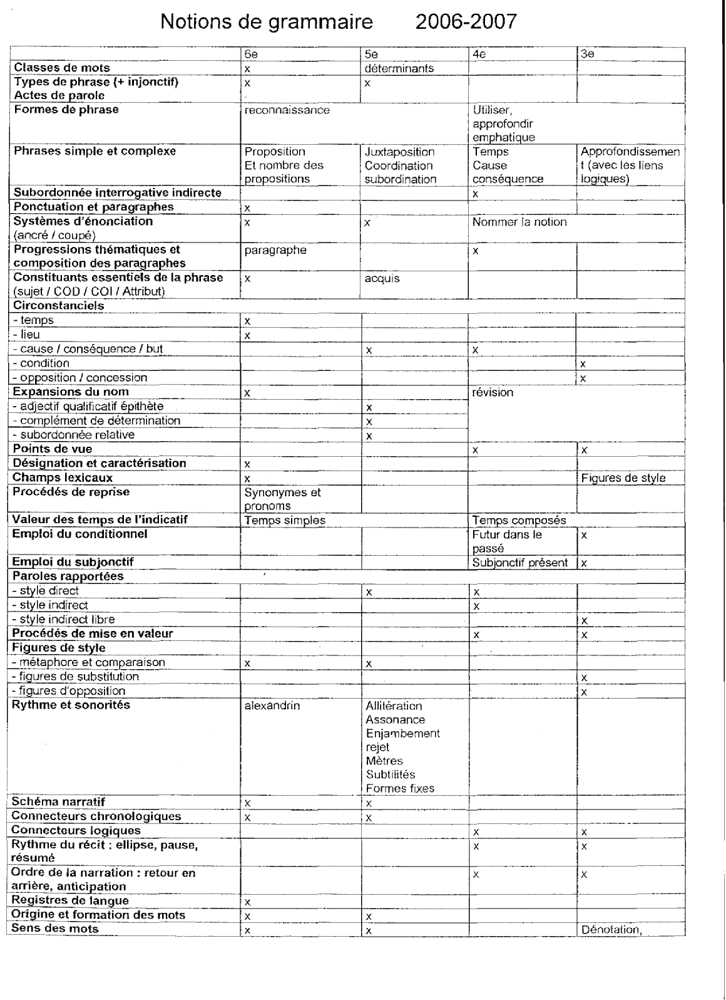 Notions de grammaire 2006-2007
6e 5e 4e 3e
Classes de mots x déterminants
Types de phrase (+ injonctif) x x
Actes de parole
Formes de phrase reconnaissance Utiliser,
approfondir
emphatique
Phrases simple et complexe Proposition Juxtaposition Temps Approfondissemen
Et nombre des Coordination Cause t (avec les liens
propositions subordination conséquence logiques)
Subordonnée interrogative indirecte x
Ponctuation et paragraphes x
Systèmes d'énonciation x x Nommer la notion
(ancré / coupé)
Progressions thématiques et paragraphe x
composition des paragraphes
Constituants essentiels de la phrase x acquis
(sujet / COD / COI / Attribut)
Circonstanciels
- temps x
- lieu x
- cause / conséquence / but x x
- condition x
- opposition / concession x
Expansions du nom x révision
- adjectif qualificatif épithète x
- complément de détermination x
- subordonnée relative x
Points de vue x x
Désignation et caractérisation x
Champs lexicaux x Figures de style
Procédés de reprise Synonymes et
pronoms
Valeur des temps de l'indicatif Temps simples Temps composés
Emploi du conditionnel Futur dans le x
passé
Emploi du subjonctif Subjonctif présent x
Paroles rapportées
- style direct x x
- style indirect x
- style indirect libre x
Procédés de mise en valeur x x
Figures de style
- métaphore et comparaison x x
- figures de substitution x
- figures d'opposition x
Rythme et sonorités alexandrin Allitération
Assonance
Enjambement
rejet
Mètres
Subtilités
Formes fixes
Schéma narratif x x
Connecteurs chronologiques x x
Connecteurs logiques x x
Rythme du récit : ellipse, pause, x x
résumé
Ordre de la narration : retour en x x
arrière, anticipation
Registres de langue x
Origine et formation des mots x x
Sens des mots x x Dénotation,